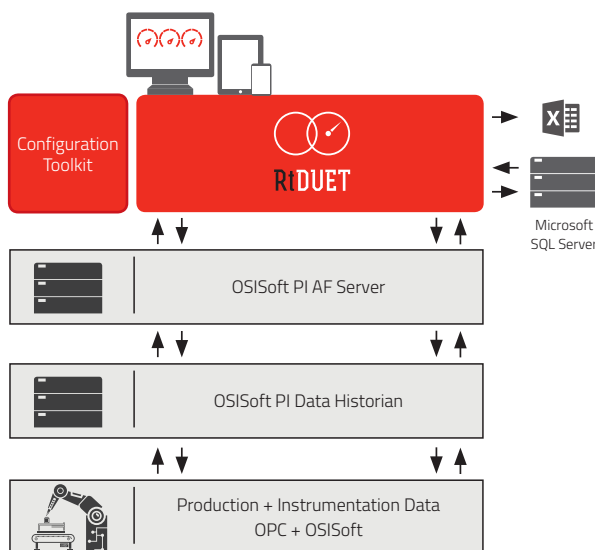 Configuration
Toolkit
RtDUET
X
Microsoft
SQL Server
OSISoft PI AF Server
OSISoft PI Data Historian
Production + Instrumentation Data
OPC + OSISoft